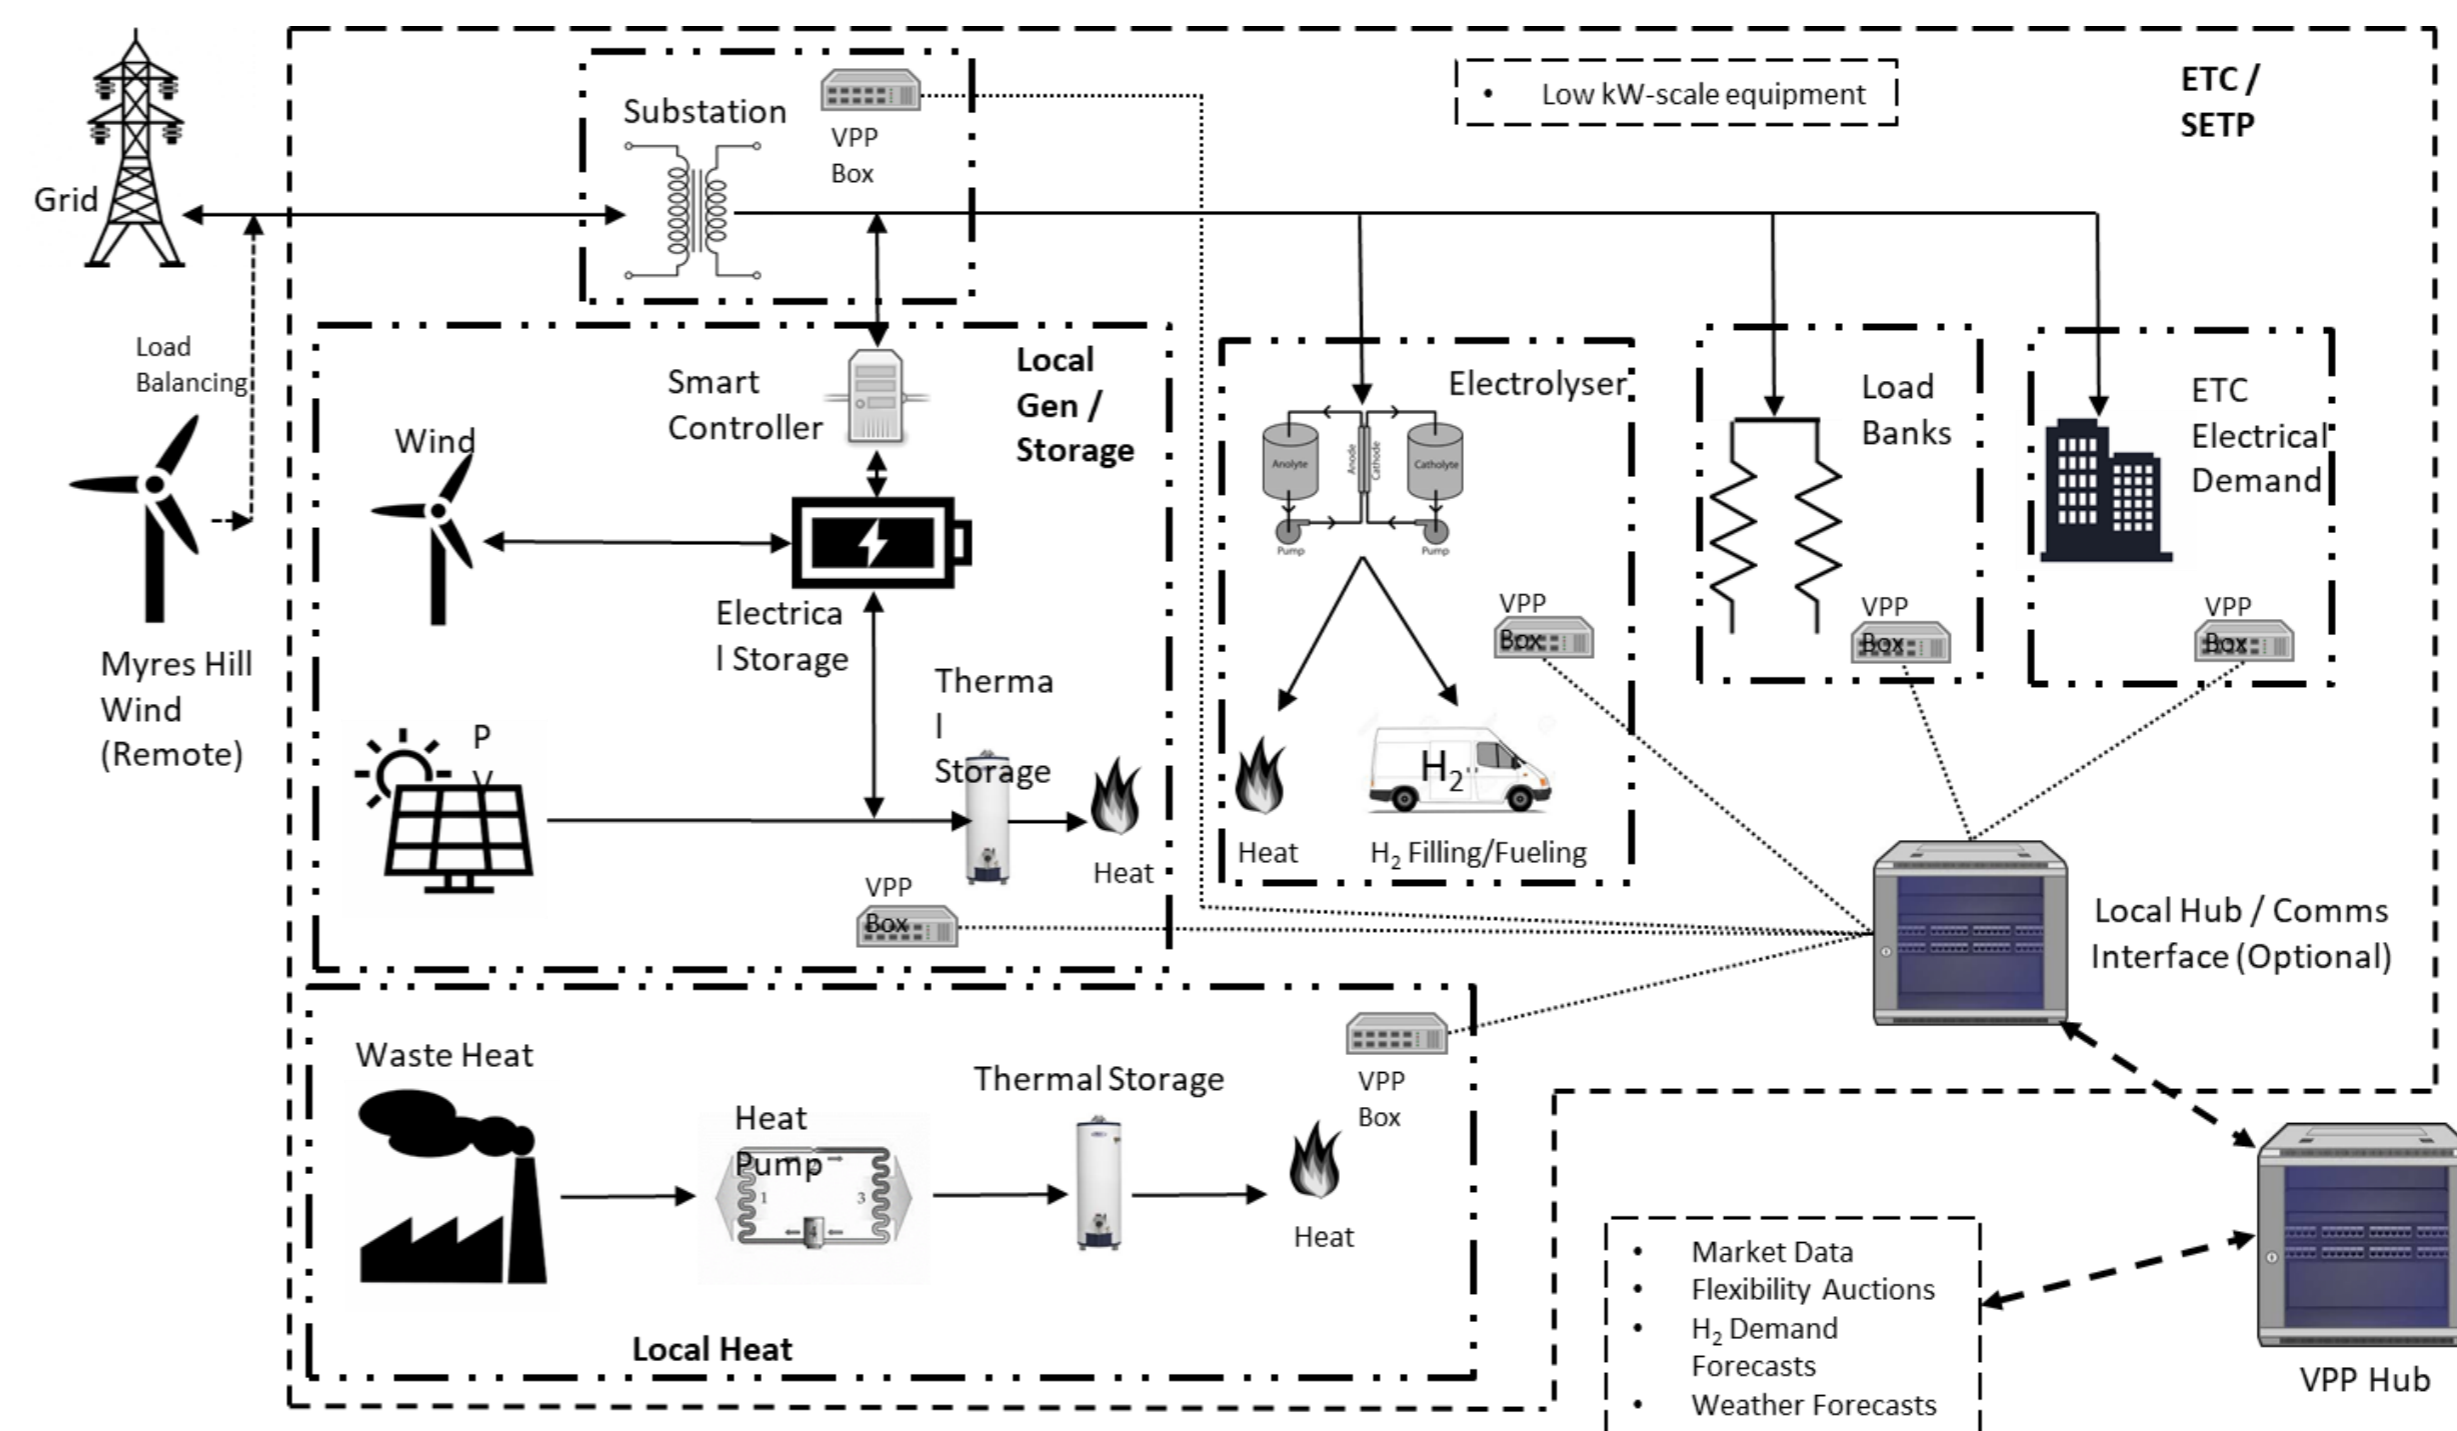 ETC /
SETP
• Low kW-scale equipment
Substation
VPP
Box
Grid
Load
Balancing
Myres Hill
Wind
(Remote)
Local
Gen /
Storage
Smart
Controller
Wind
Electrica
l Storage
Therma
l
Storage
P
V
Heat
VPP
Box
Electrolyser
Anolyte
Anode
Cathode
Catholyte
Pump
Pump
VPP
Box
H2
Heat
H2 Filling/Fueling
Load
Banks
VPP
Box
ETC
Electrical
Demand
VPP
Box
Local Hub / Comms
Interface (Optional)
Waste Heat
Heat
Pump
1
2
3
4
Thermal Storage
Heat
VPP
Box
Local Heat
• Market Data
• Flexibility Auctions
• H2 Demand
Forecasts
• Weather Forecasts
VPP Hub